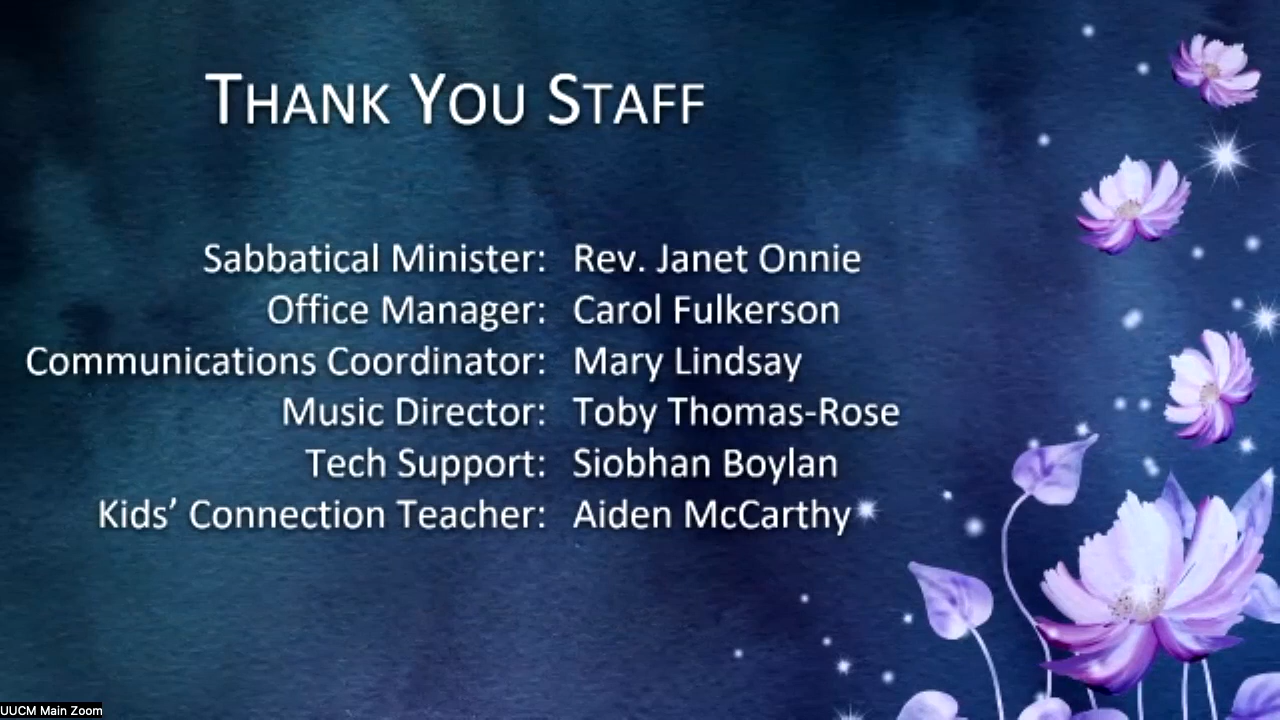 Thank You Staff
Sabbatical Minister: Rev. Janet Onnie
Office Manager: Carol Fulkerson
Communications Coordinator: Mary Lindsay
Music Director: Toby Thomas-Rose
Tech Support: Siobhan Boylan
Kids’ Connection Teacher: Aiden McCarthy
UUCM Main Zoom